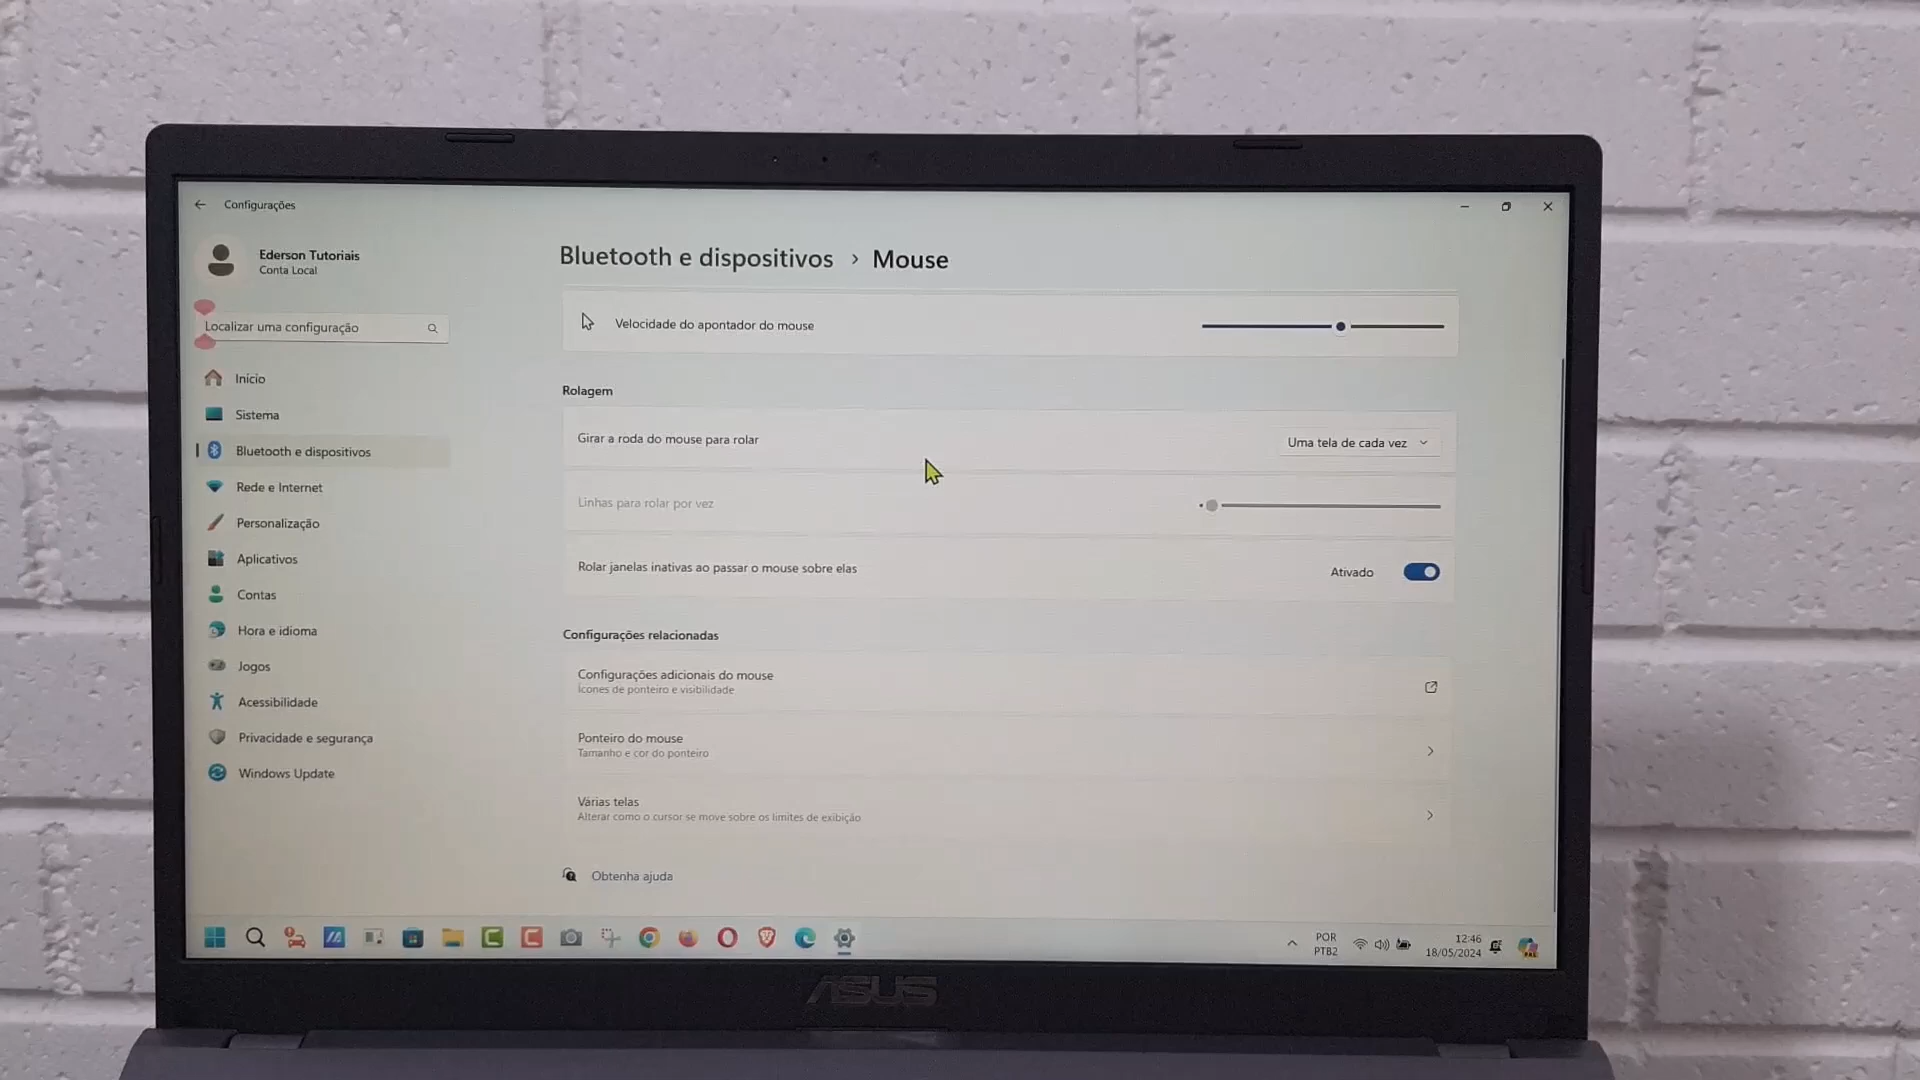 Configurações
Ederson Tutoriais
Conta Local
Localizar uma configuração
Início
Sistema
Bluetooth e dispositivos
Rede e Internet
Personalização
Aplicativos
Contas
Hora e idioma
Jogos
Acessibilidade
Privacidade e segurança
Windows Update
Bluetooth e dispositivos › Mouse
Velocidade do apontador do mouse
Rolagem
Girar a roda do mouse para rolar
Uma tela de cada vez
Linhas para rolar por vez
Rolar janelas inativas ao passar o mouse sobre elas
Ativado
Configurações relacionadas
Configurações adicionais do mouse
Ícones de ponteiro e visibilidade
Ponteiro do mouse
Tamanho e cor do ponteiro
Várias telas
Alterar como o cursor se move sobre os limites de exibição
Obtenha ajuda
POR
PTB2
12:46
18/05/2024
ASUS